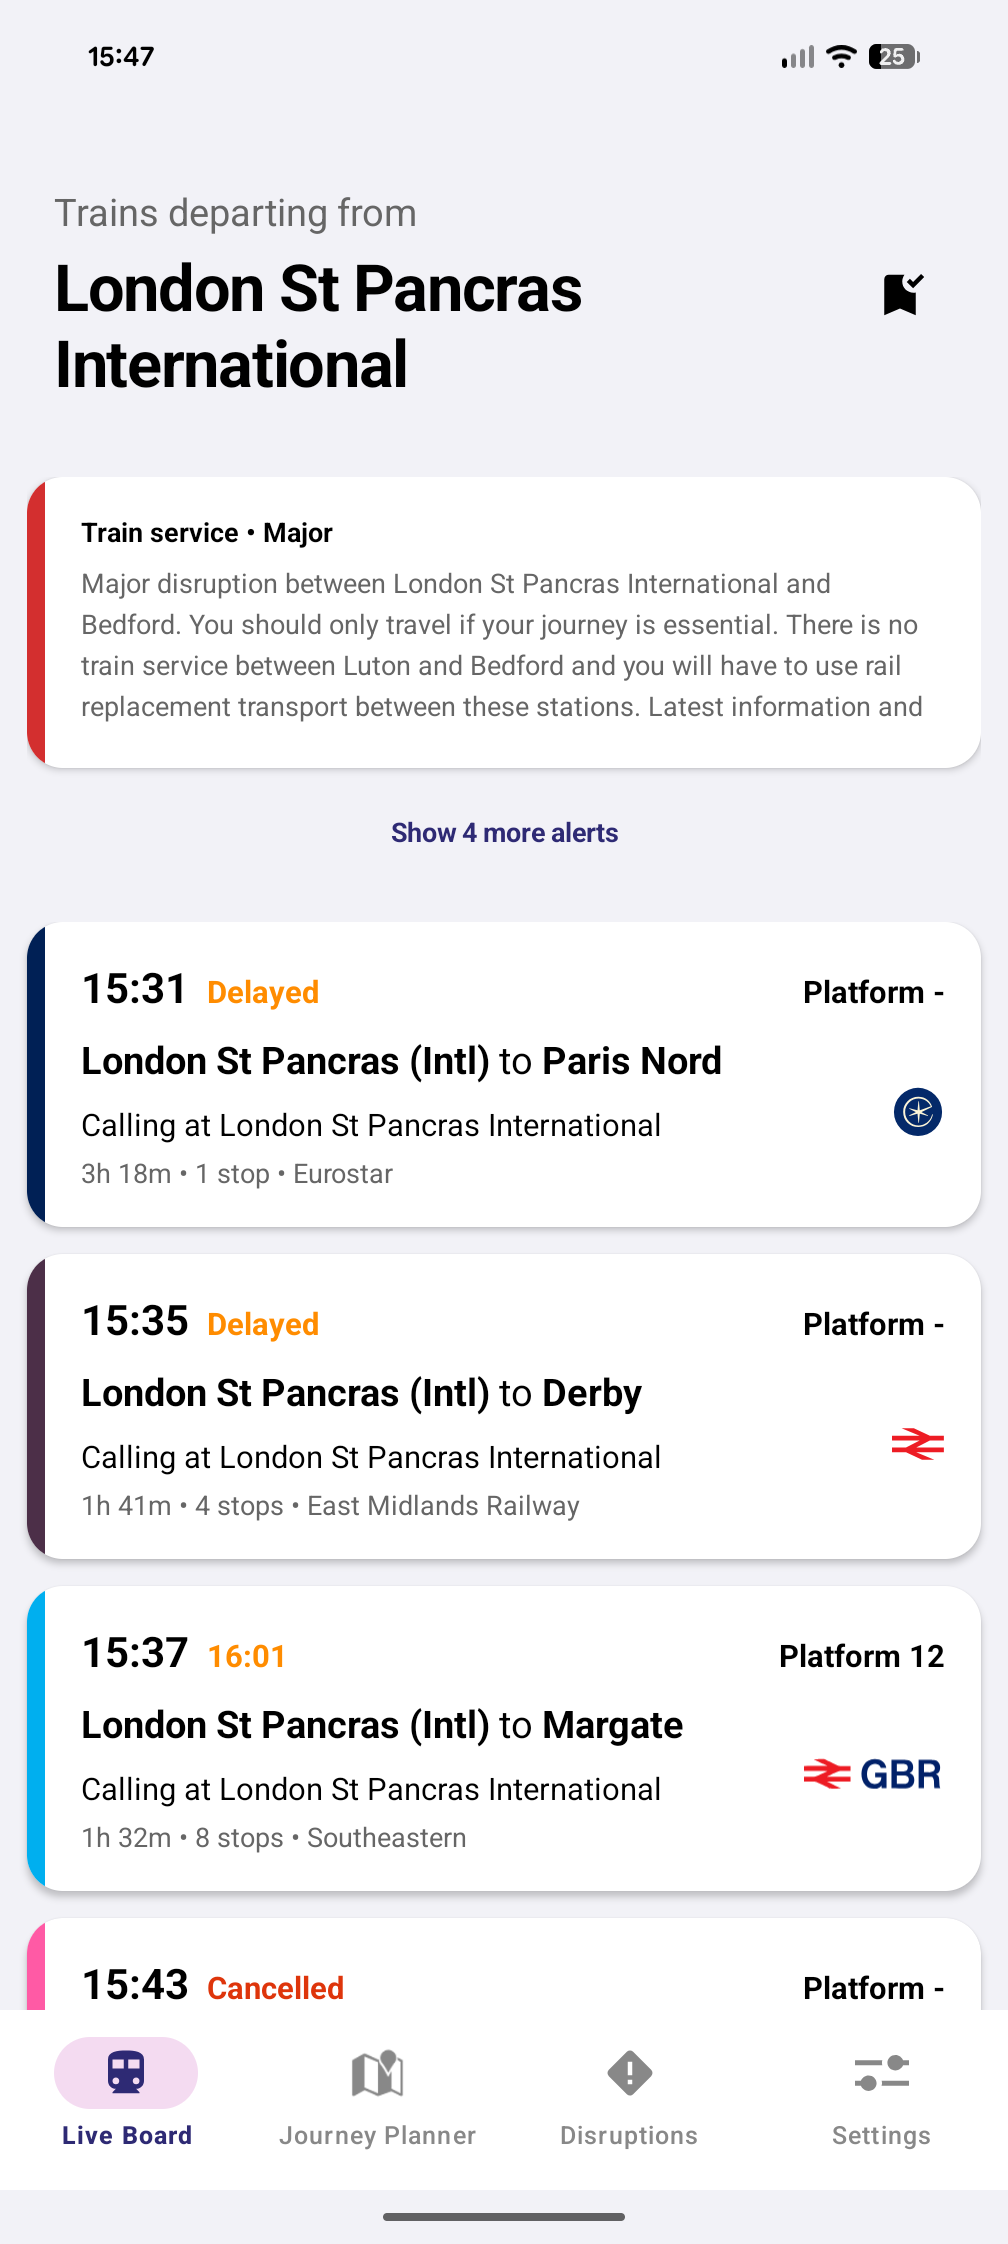 15:47
25
Trains departing from
London St Pancras
International
Train service • Major
Major disruption between London St Pancras International and
Bedford. You should only travel if your journey is essential. There is no
train service between Luton and Bedford and you will have to use rail
replacement transport between these stations. Latest information and
Show 4 more alerts
15:31 Delayed Platform -
London St Pancras (Intl) to Paris Nord
Calling at London St Pancras International
3h 18m • 1 stop • Eurostar
15:35 Delayed Platform -
London St Pancras (Intl) to Derby
Calling at London St Pancras International
1h 41m • 4 stops • East Midlands Railway
15:37 16:01 Platform 12
London St Pancras (Intl) to Margate
GBR
Calling at London St Pancras International
1h 32m • 8 stops • Southeastern
15:43 Cancelled Platform -
Live Board Journey Planner Disruptions Settings